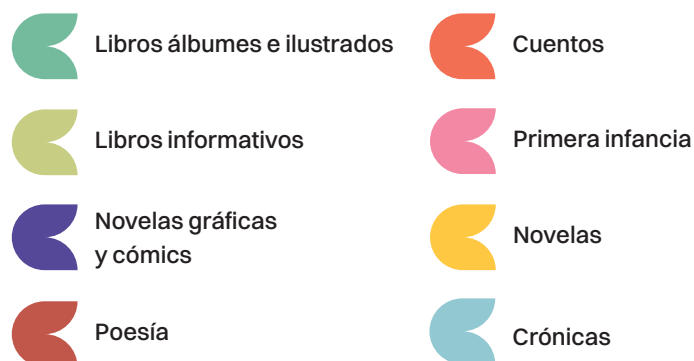 Libros álbumes e ilustrados
Cuentos
Libros informativos
Primera infancia
Novelas gráficas
y cómics
Novelas
Poesía
Crónicas